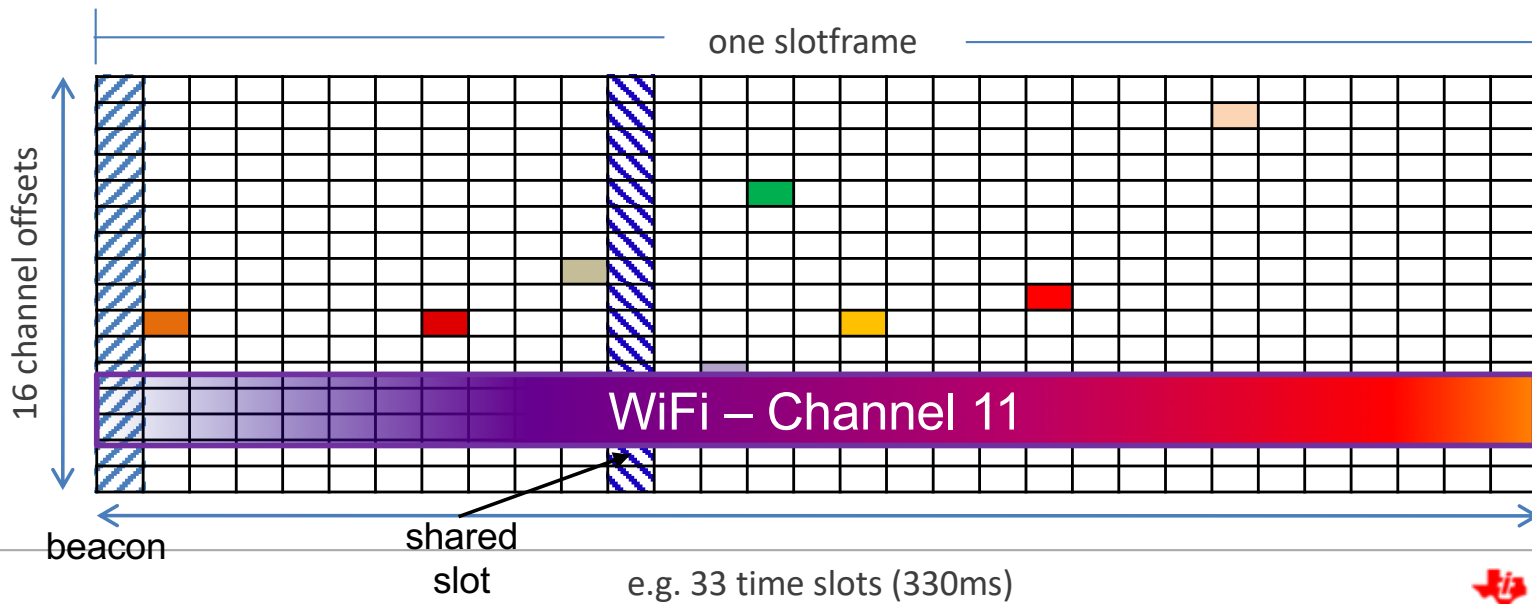 one slotframe
16 channel offsets
WiFi – Channel 11
beacon
shared
slot
e.g. 33 time slots (330ms)